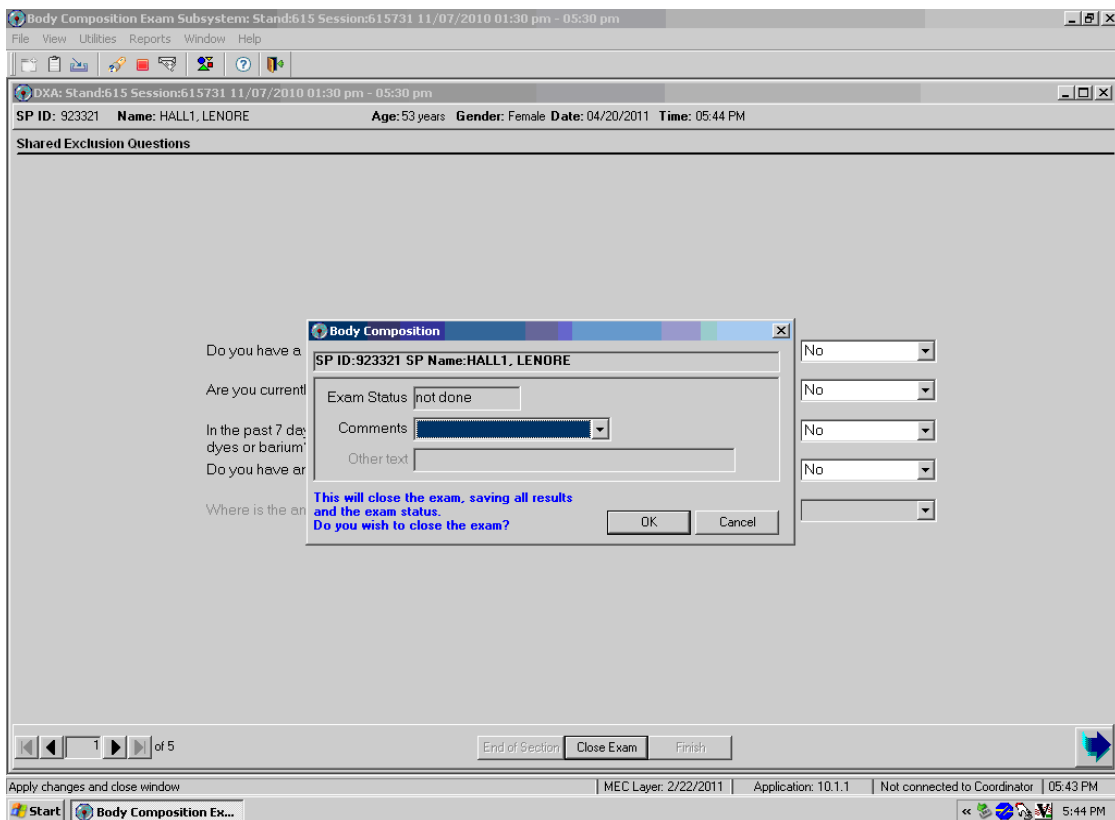 Body Composition Exam Subsystem: Stand:615 Session:615731 11/07/2010 01:30 pm - 05:30 pm
File View Utilities Reports Window Help
DXA: Stand:615 Session:615731 11/07/2010 01:30 pm - 05:30 pm
SP ID: 923321 Name: HALL1, LENORE Age: 53 years Gender: Female Date: 04/20/2011 Time: 05:44 PM
Shared Exclusion Questions
Body Composition
SP ID:923321 SP Name:HALL1, LENORE
Exam Status not done
Comments
Other text
This will close the exam, saving all results
and the exam status.
Do you wish to close the exam?
OK Cancel
Do you have a No
Are you currentl No
In the past 7 day No
dyes or barium?
Do you have an No
Where is the am
1 of 5
End of Section Close Exam Finish
Apply changes and close window MEC Layer: 2/22/2011 Application: 10.1.1 Not connected to Coordinator 05:43 PM
Start Body Composition Ex... « 5:44 PM